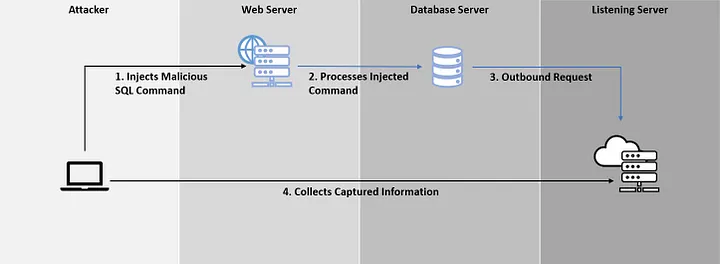 Attacker
Web Server
Database Server
Listening Server
1. Injects Malicious
SQL Command
2. Processes Injected
Command
3. Outbound Request
4. Collects Captured Information